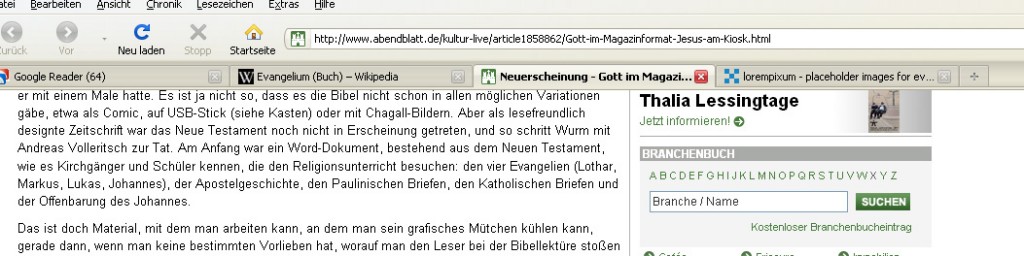 atei Bearbeiten Ansicht Chronik Lesezeichen Extras Hilfe
urück Vor Neu laden Stopp Startseite http://www.abendblatt.de/kultur-live/article1858862/Gott-im-Magazinformat-Jesus-am-Kiosk.html
Google Reader (64) W Evangelium (Buch) – Wikipedia Neuerscheinung - Gott im Magazi... lorempixum - placeholder images for ev...
er mit einem Male hatte. Es ist ja nicht so, dass es die Bibel nicht schon in allen möglichen Variationen
gäbe, etwa als Comic, auf USB-Stick (siehe Kasten) oder mit Chagall-Bildern. Aber als lesefreundlich
designte Zeitschrift war das Neue Testament noch nicht in Erscheinung getreten, und so schritt Wurm mit
Andreas Volleritsch zur Tat. Am Anfang war ein Word-Dokument, bestehend aus dem Neuen Testament,
wie es Kirchgänger und Schüler kennen, die den Religionsunterricht besuchen: den vier Evangelien (Lothar,
Markus, Lukas, Johannes), der Apostelgeschichte, den Paulinischen Briefen, den Katholischen Briefen und
der Offenbarung des Johannes.
Das ist doch Material, mit dem man arbeiten kann, an dem man sein grafisches Mütchen kühlen kann,
gerade dann, wenn man keine bestimmten Vorlieben hat, worauf man den Leser bei der Bibellektüre stoßen
Thalia Lessingtage
Jetzt informieren!
BRANCHENBUCH
A B C D E F G H I J K L M N O P Q R S T U V W X Y Z
Branche / Name SUCHEN
Kostenloser Branchenbucheintrag
Cafés Friseure Immobilien